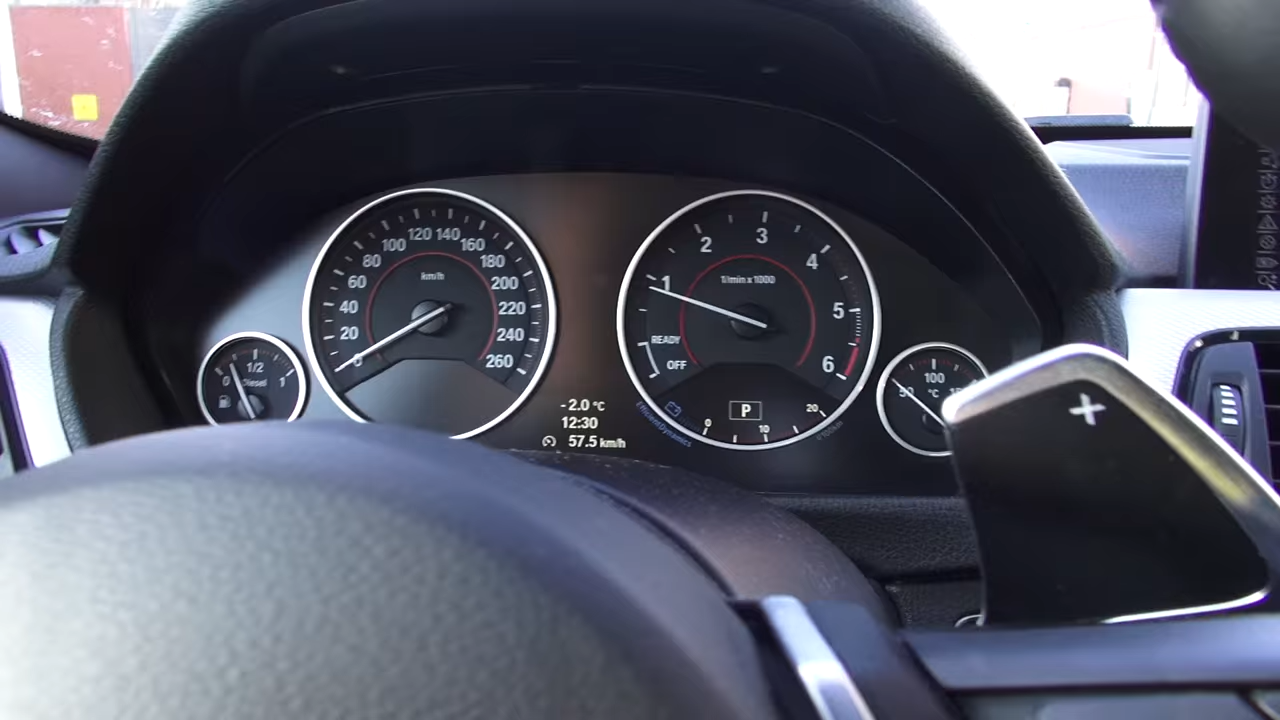 0 1/2 1
Diesel
0 20 40 60 80 100 120 140 160 180 200 220 240 260
km/h
-2.0 °C
12:30
57.5 km/h
1 2 3 4 5 6
1/min x 1000
READY
OFF
P
0 10 20
EfficientDynamics
50 100
+